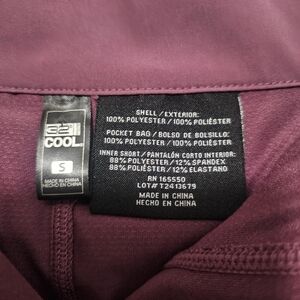 32
COOL
S
MADE IN CHINA
HECHO EN CHINA
SHELL / EXTERIOR:
100% POLYESTER / 100% POLIÉSTER
POCKET BAG / BOLSO DE BOLSILLO:
100% POLYESTER / 100% POLIÉSTER
INNER SHORT / PANTALÓN CORTO INTERIOR:
88% POLYESTER / 12% SPANDEX
88% POLIÉSTER / 12% ELASTANO
RN 165550
LOT# T2413679
MADE IN CHINA
HECHO EN CHINA